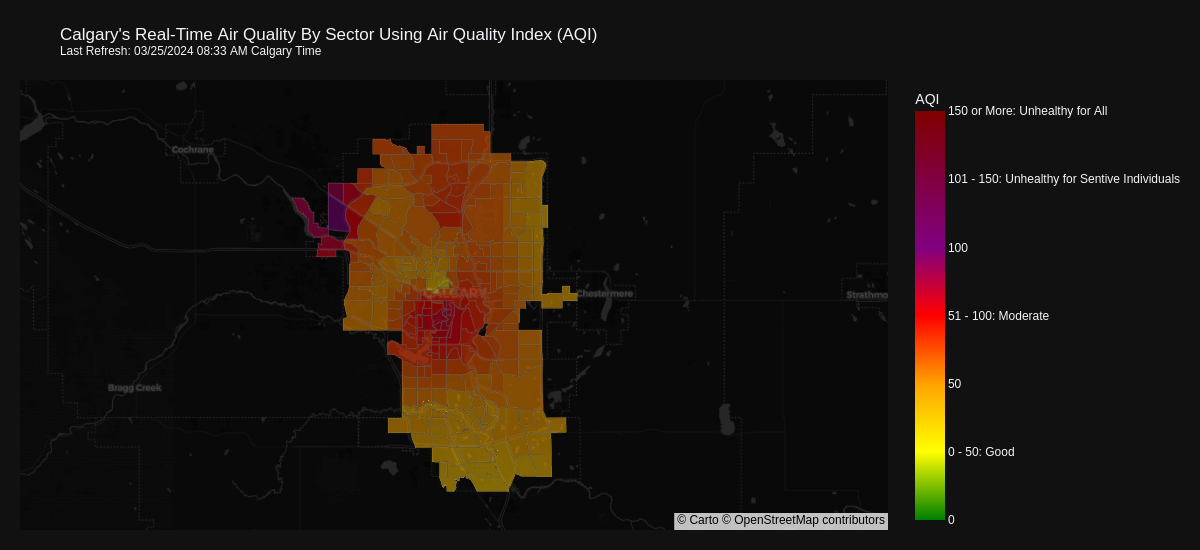 Calgary's Real-Time Air Quality By Sector Using Air Quality Index (AQI)
Last Refresh: 03/25/2024 08:33 AM Calgary Time
AQI
150 or More: Unhealthy for All
Cochrane
101 - 150: Unhealthy for Sentive Individuals
100
CALGARY
Chestermere
Strathmo
51 - 100: Moderate
50
Bragg Creek
0 - 50: Good
0
© Carto © OpenStreetMap contributors